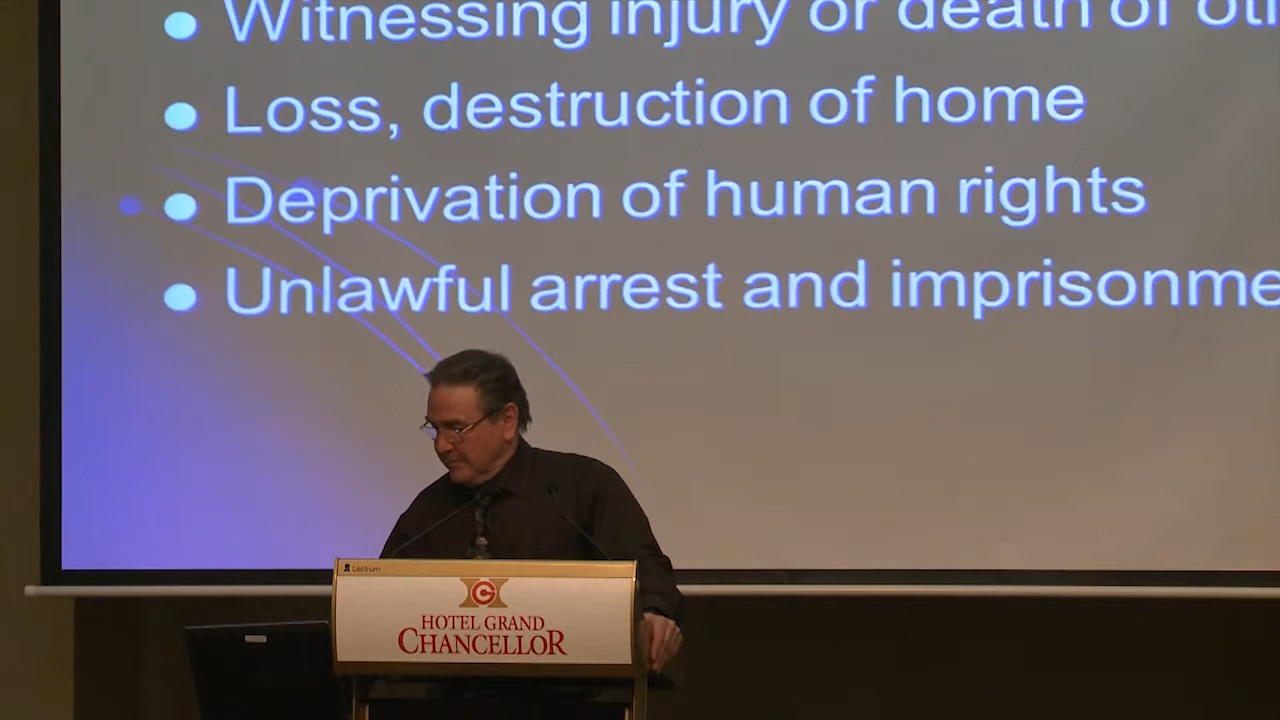 • Witnessing injury or death of
• Loss, destruction of home
• Deprivation of human rights
• Unlawful arrest and imprisonme
Lectrum
HOTEL GRAND
CHANCELLOR